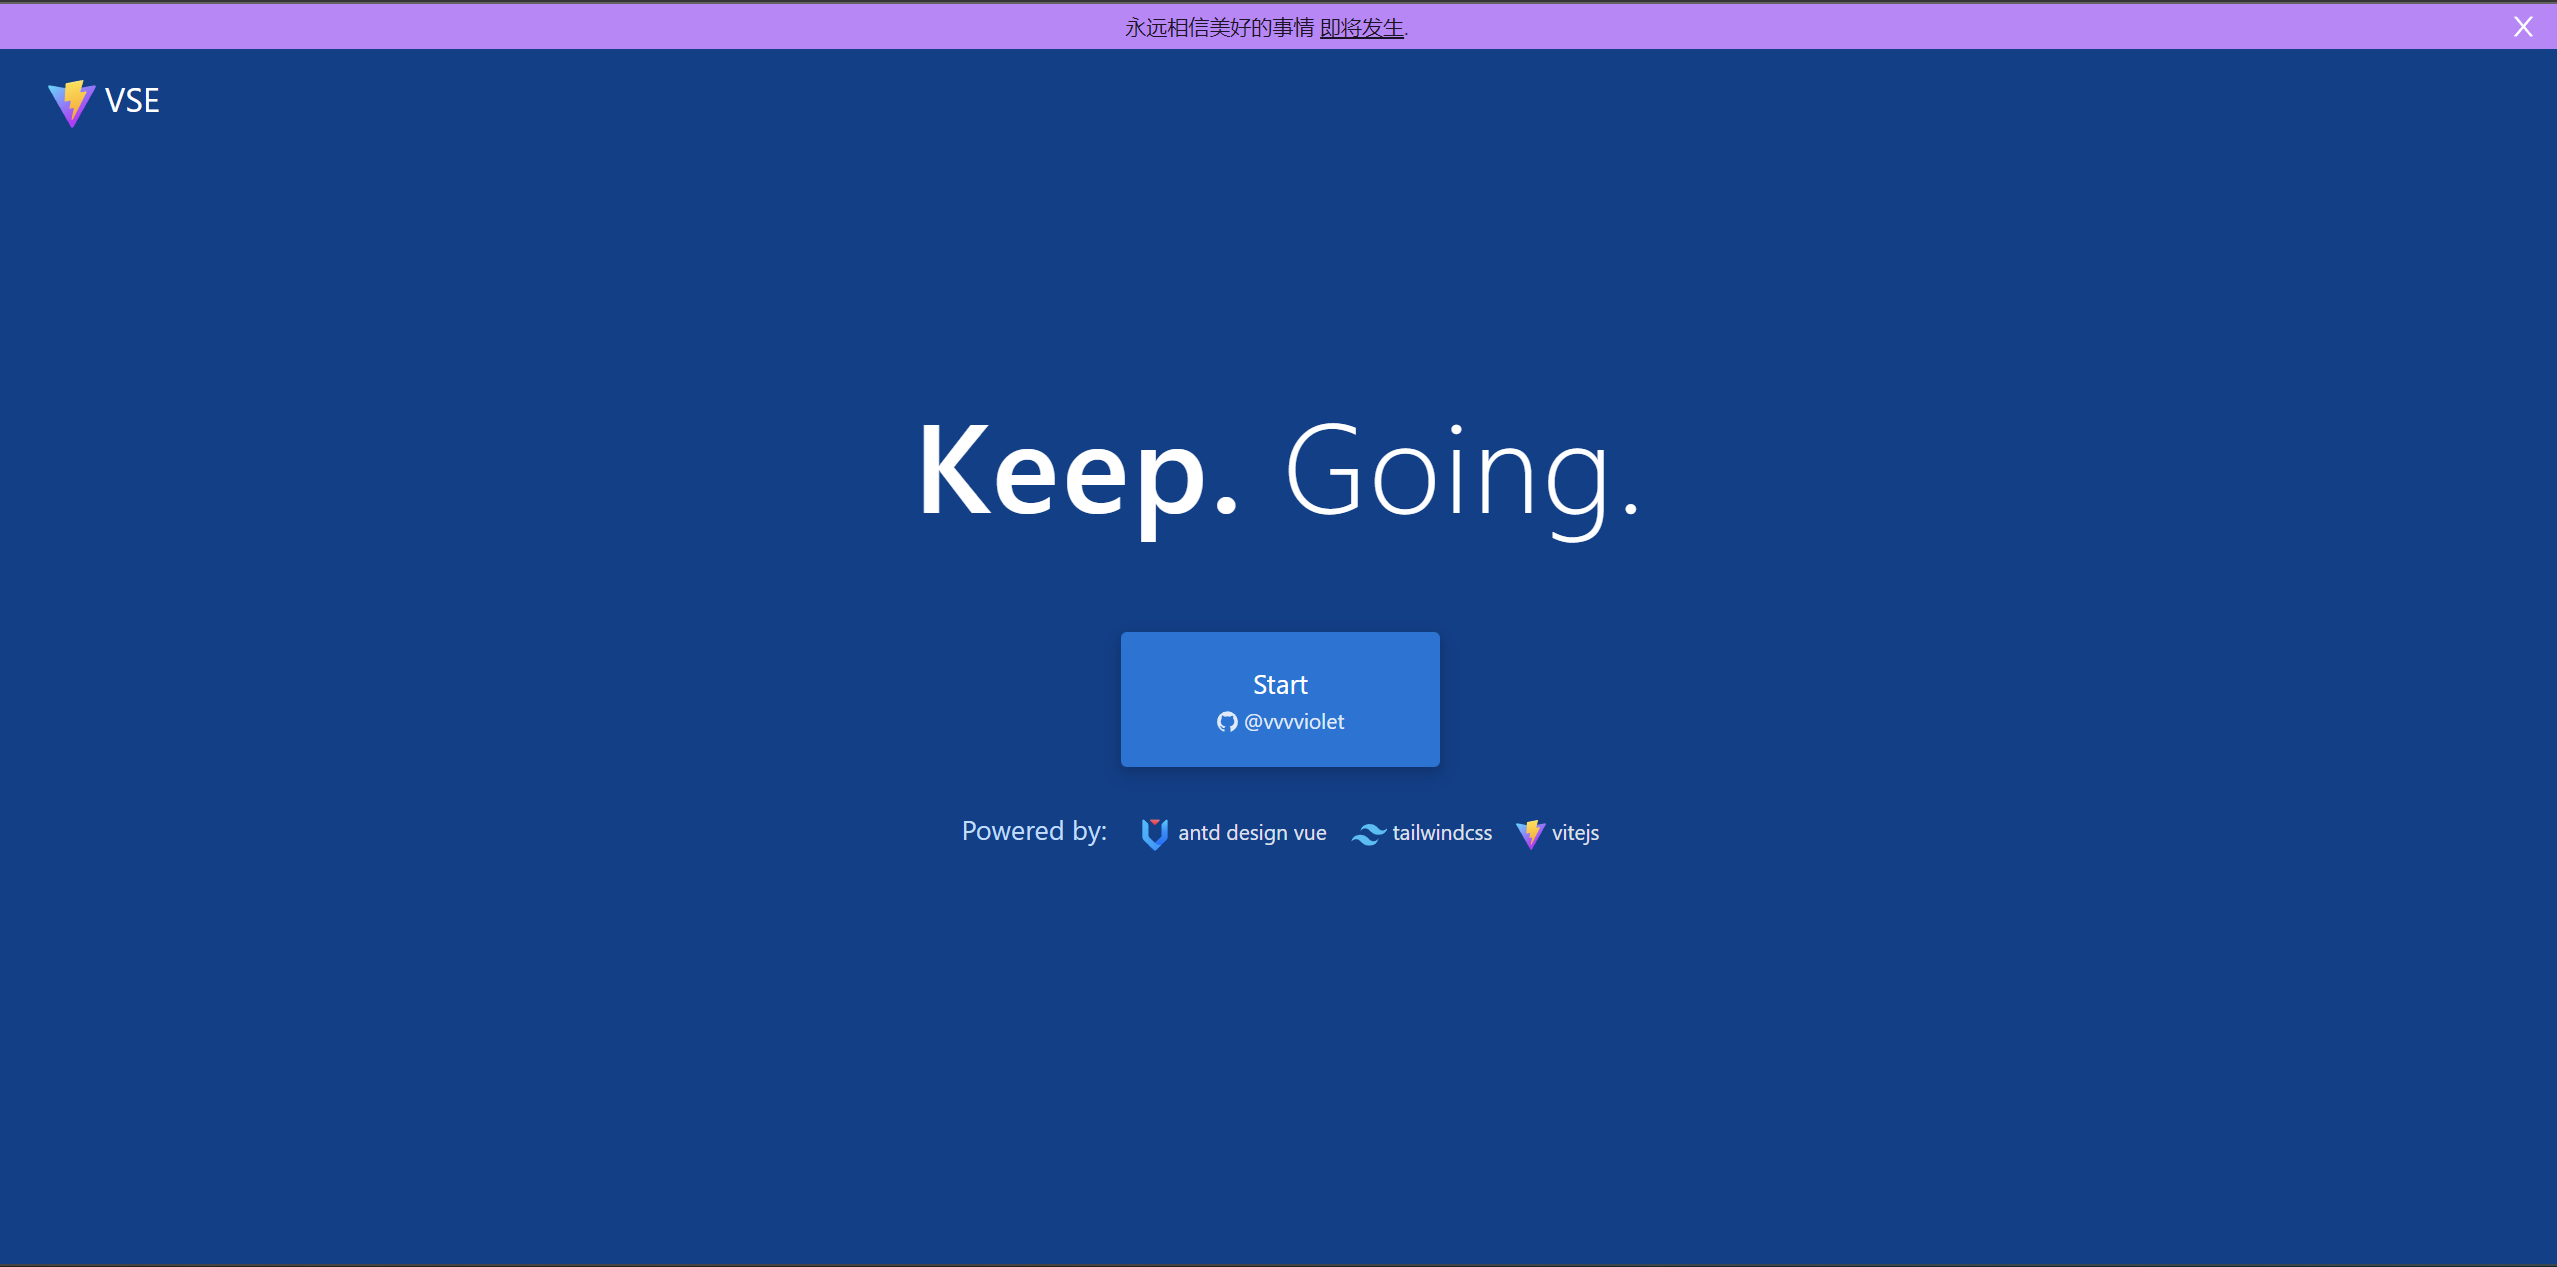 永远相信美好的事情 即将发生.
X
VSE
Keep. Going.
Start
@vvvviolet
Powered by: antd design vue tailwindcss vitejs